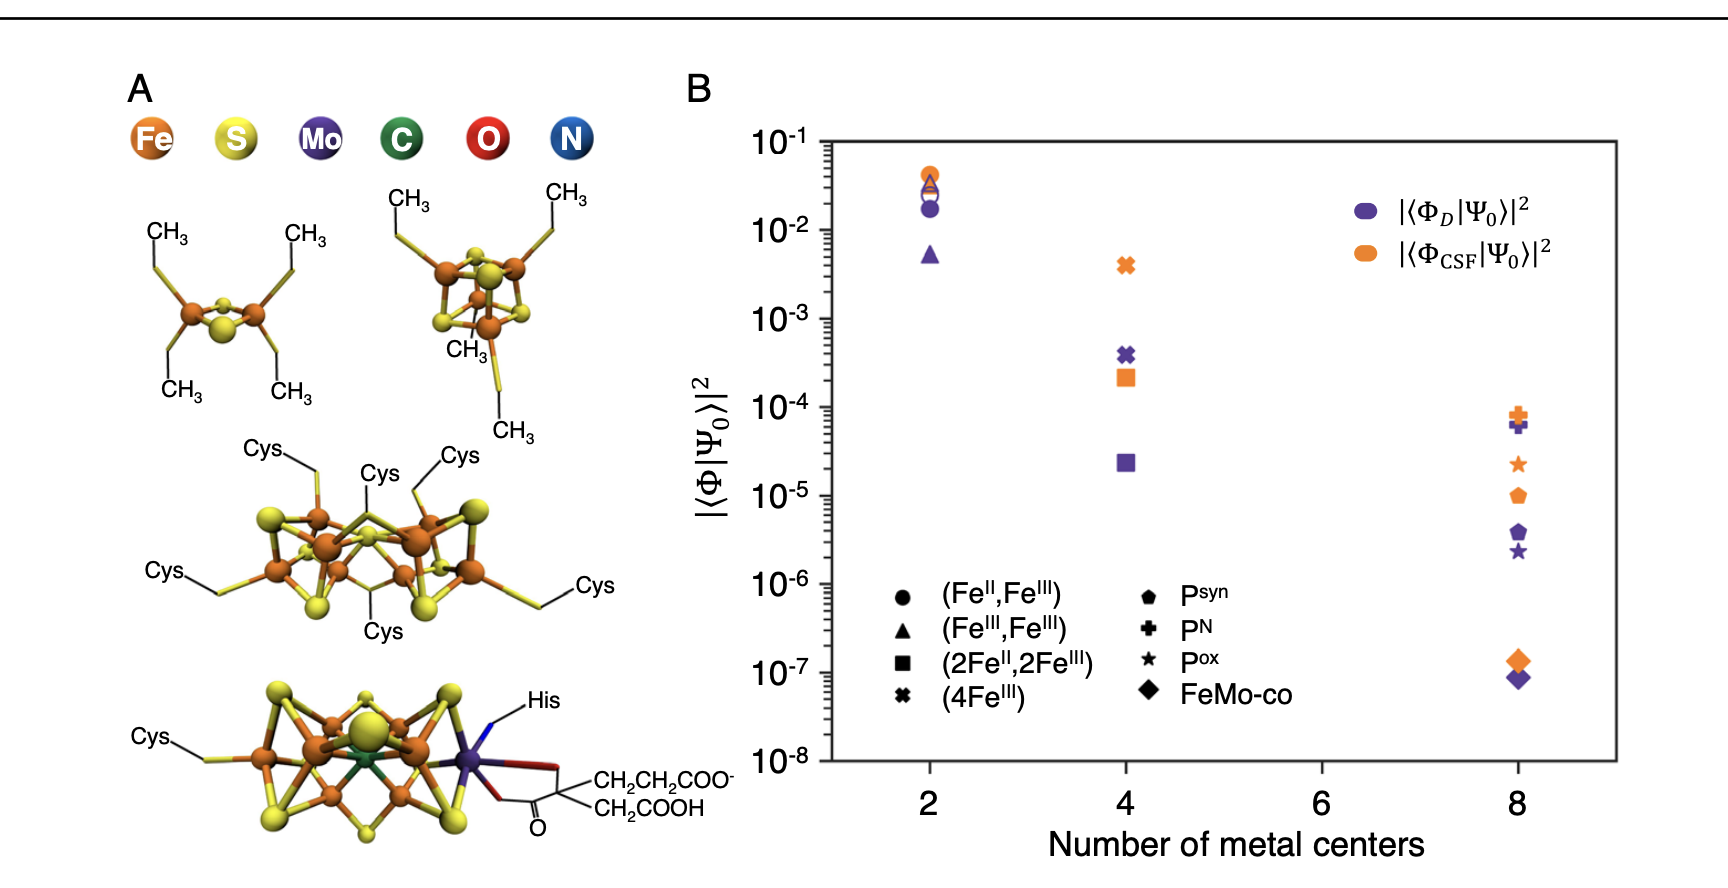 A
Fe S Mo C O N
CH₃
CH₃
CH₃
CH₃
CH₃
CH₃
CH₃
CH₃
Cys
Cys
Cys
Cys
Cys
Cys
Cys
His
CH₂CH₂COO⁻
CH₂COOH
O
B
10⁻¹
10⁻²
10⁻³
10⁻⁴
10⁻⁵
10⁻⁶
10⁻⁷
10⁻⁸
|⟨Φ|Ψ₀⟩|²
|⟨Φ_D|Ψ₀⟩|²
|⟨Φ_CSF|Ψ₀⟩|²
(Feᴵᴵ,Feᴵᴵᴵ)
(Feᴵᴵᴵ,Feᴵᴵᴵ)
(2Feᴵᴵ,2Feᴵᴵᴵ)
(4Feᴵᴵᴵ)
Pˢʸⁿ
Pᴺ
Pᵒˣ
FeMo-co
2 4 6 8
Number of metal centers